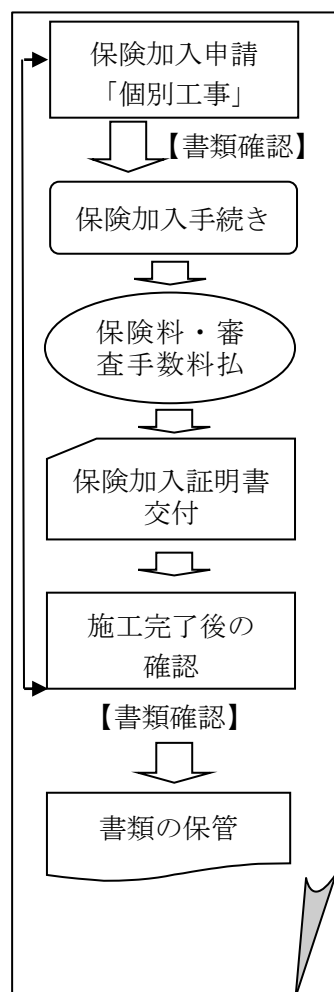 保険加入申請
「個別工事」
【書類確認】
保険加入手続き
保険料・審
査手数料払
保険加入証明書
交付
施工完了後の
確認
【書類確認】
書類の保管